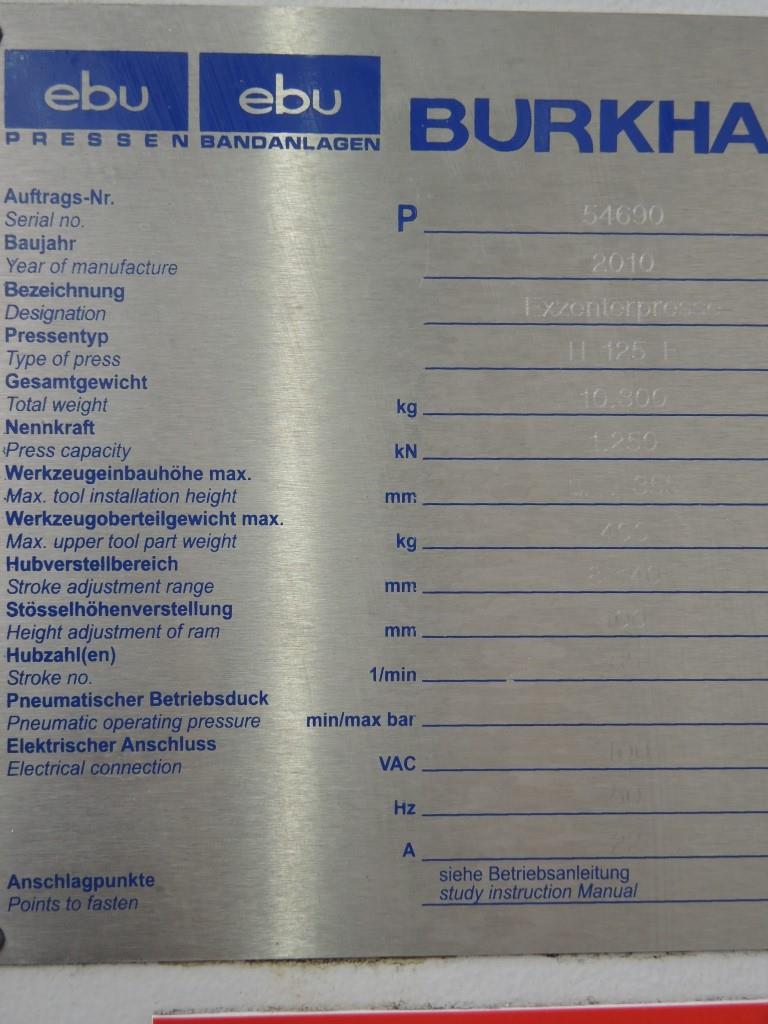 ebu ebu
PRESSEN BANDANLAGEN BURKHA
Auftrags-Nr.
Serial no. P 54690
Baujahr
Year of manufacture 2010
Bezeichnung
Designation Exzenterpresse
Pressentyp
Type of press 125
Gesamtgewicht
Total weight kg
Nennkraft
Press capacity kN 1.250
Werkzeugeinbauhöhe max.
Max. tool installation height mm
Werkzeugoberteilgewicht max.
Max. upper tool part weight kg
Hubverstellbereich
Stroke adjustment range mm
Stösselhöhenverstellung
Height adjustment of ram mm
Hubzahl(en)
Stroke no. 1/min
Pneumatischer Betriebsduck
Pneumatic operating pressure min/max bar
Elektrischer Anschluss
Electrical connection VAC
Hz
A
Anschlagpunkte siehe Betriebsanleitung
Points to fasten study instruction Manual